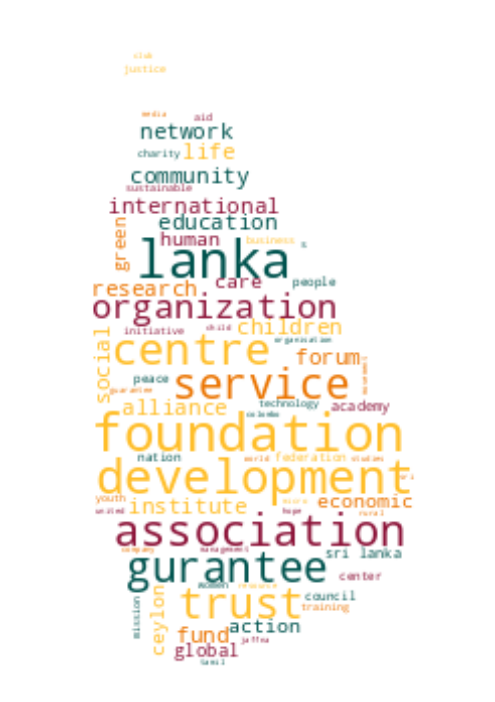 club
justice
media aid
network
charity life
community
sustainable
international
education
green human business s
lanka
research care people
organization
initiative child children
organisation
social centre forum
peace service movement
guarantee
alliance technology academy
colombo
foundation
nation world federation studies
development
youth institute micro economic
united hope rural
association
company management sri lanka
gurantee center
women resource
mission ceylon trust council
training
fund action
jaffna
global
tamil